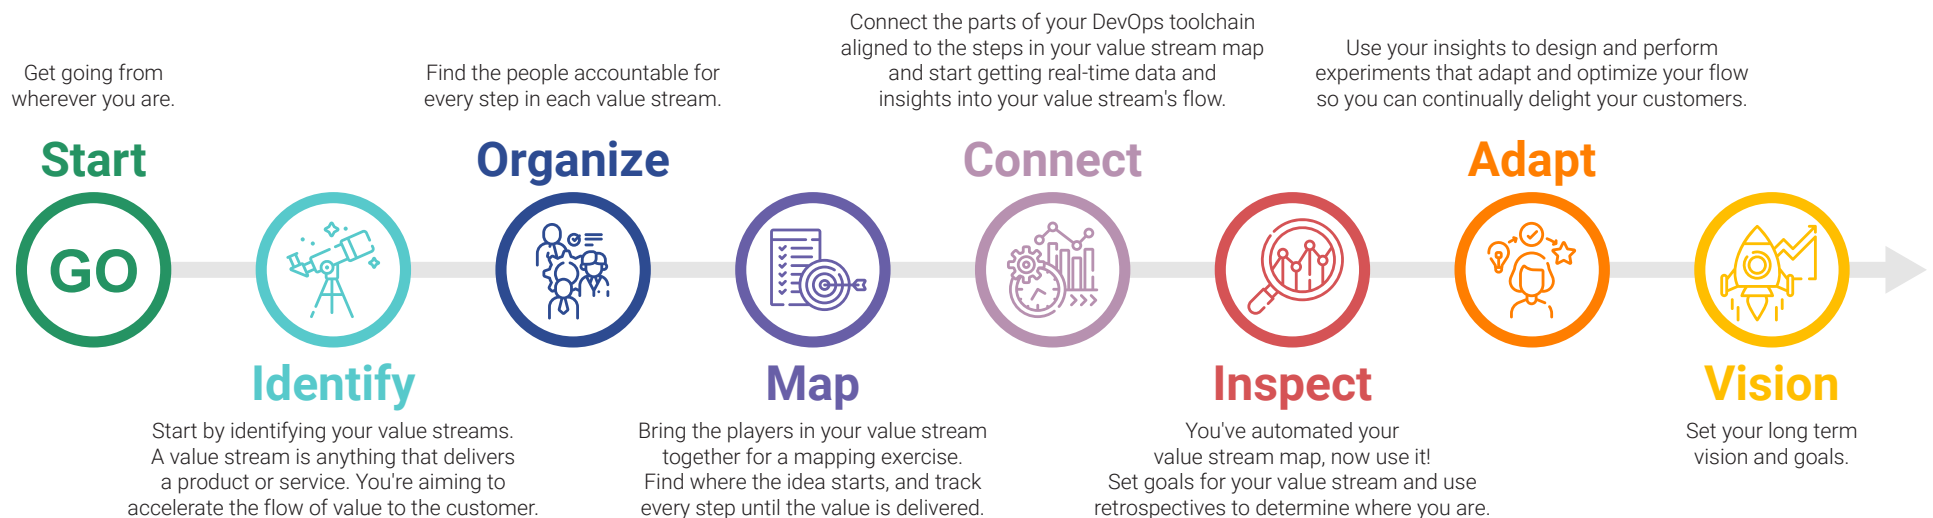 Get going from
wherever you are.
Start
GO
Identify
Start by identifying your value streams.
A value stream is anything that delivers
a product or service. You're aiming to
accelerate the flow of value to the customer.
Find the people accountable for
every step in each value stream.
Organize
Map
Bring the players in your value stream
together for a mapping exercise.
Find where the idea starts, and track
every step until the value is delivered.
Connect the parts of your DevOps toolchain
aligned to the steps in your value stream map
and start getting real-time data and
insights into your value stream's flow.
Connect
Inspect
You've automated your
value stream map, now use it!
Set goals for your value stream and use
retrospectives to determine where you are.
Use your insights to design and perform
experiments that adapt and optimize your flow
so you can continually delight your customers.
Adapt
Vision
Set your long term
vision and goals.